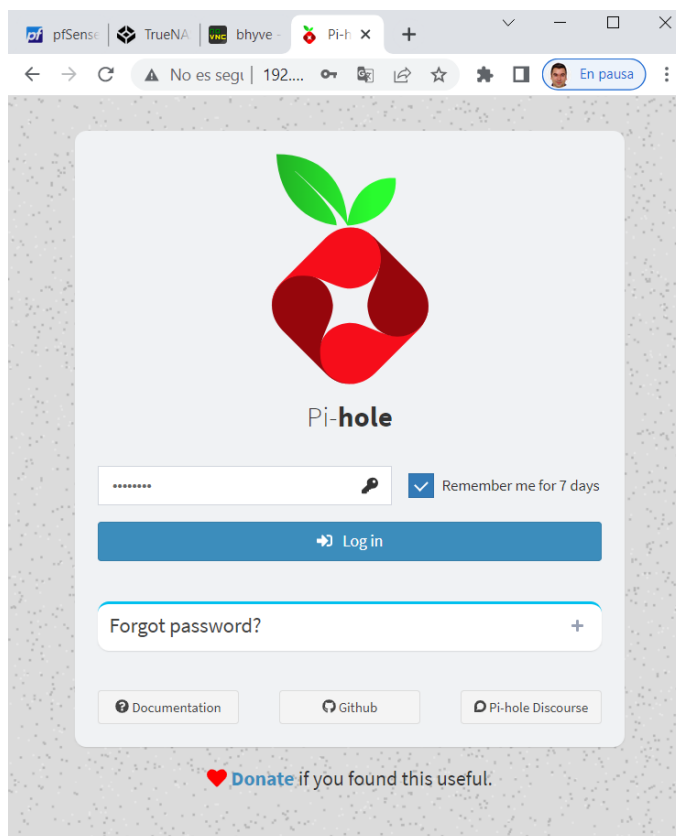 pfSense TrueNA bhyve - Pi-h
No es segu 192.... En pausa
Pi-hole
•••••••• Remember me for 7 days
Log in
Forgot password?
Documentation Github Pi-hole Discourse
Donate if you found this useful.